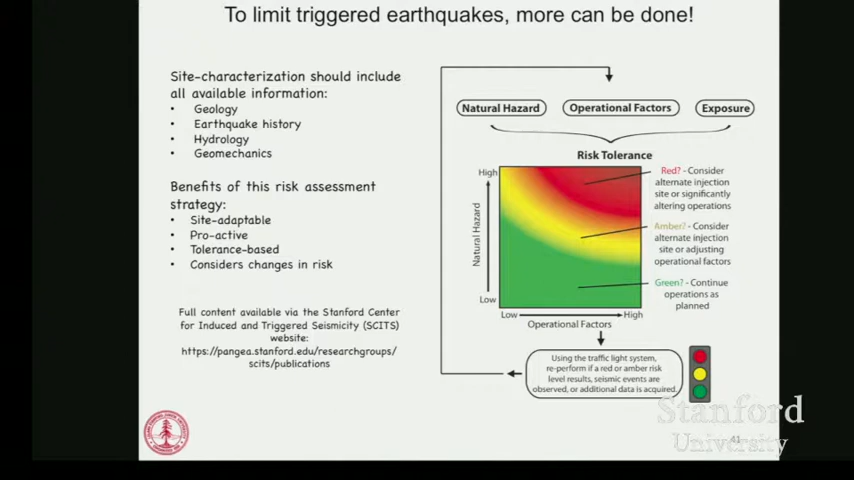 To limit triggered earthquakes, more can be done!
Site-characterization should include
all available information:
• Geology
• Earthquake history
• Hydrology
• Geomechanics
Benefits of this risk assessment
strategy:
• Site-adaptable
• Pro-active
• Tolerance-based
• Considers changes in risk
Full content available via the Stanford Center
for Induced and Triggered Seismicity (SCITS)
website:
https://pangea.stanford.edu/researchgroups/
scits/publications
Natural Hazard
Operational Factors
Exposure
Risk Tolerance
High
Natural Hazard
Low
Low
High
Operational Factors
Red? - Consider
alternate injection
site or significantly
altering operations
Amber? - Consider
alternate injection
site or adjusting
operational factors
Green? - Continue
operations as
planned
Using the traffic light system,
re-perform if a red or amber risk
level results, seismic events are
observed, or additional data is acquired.
Stanford
University
41